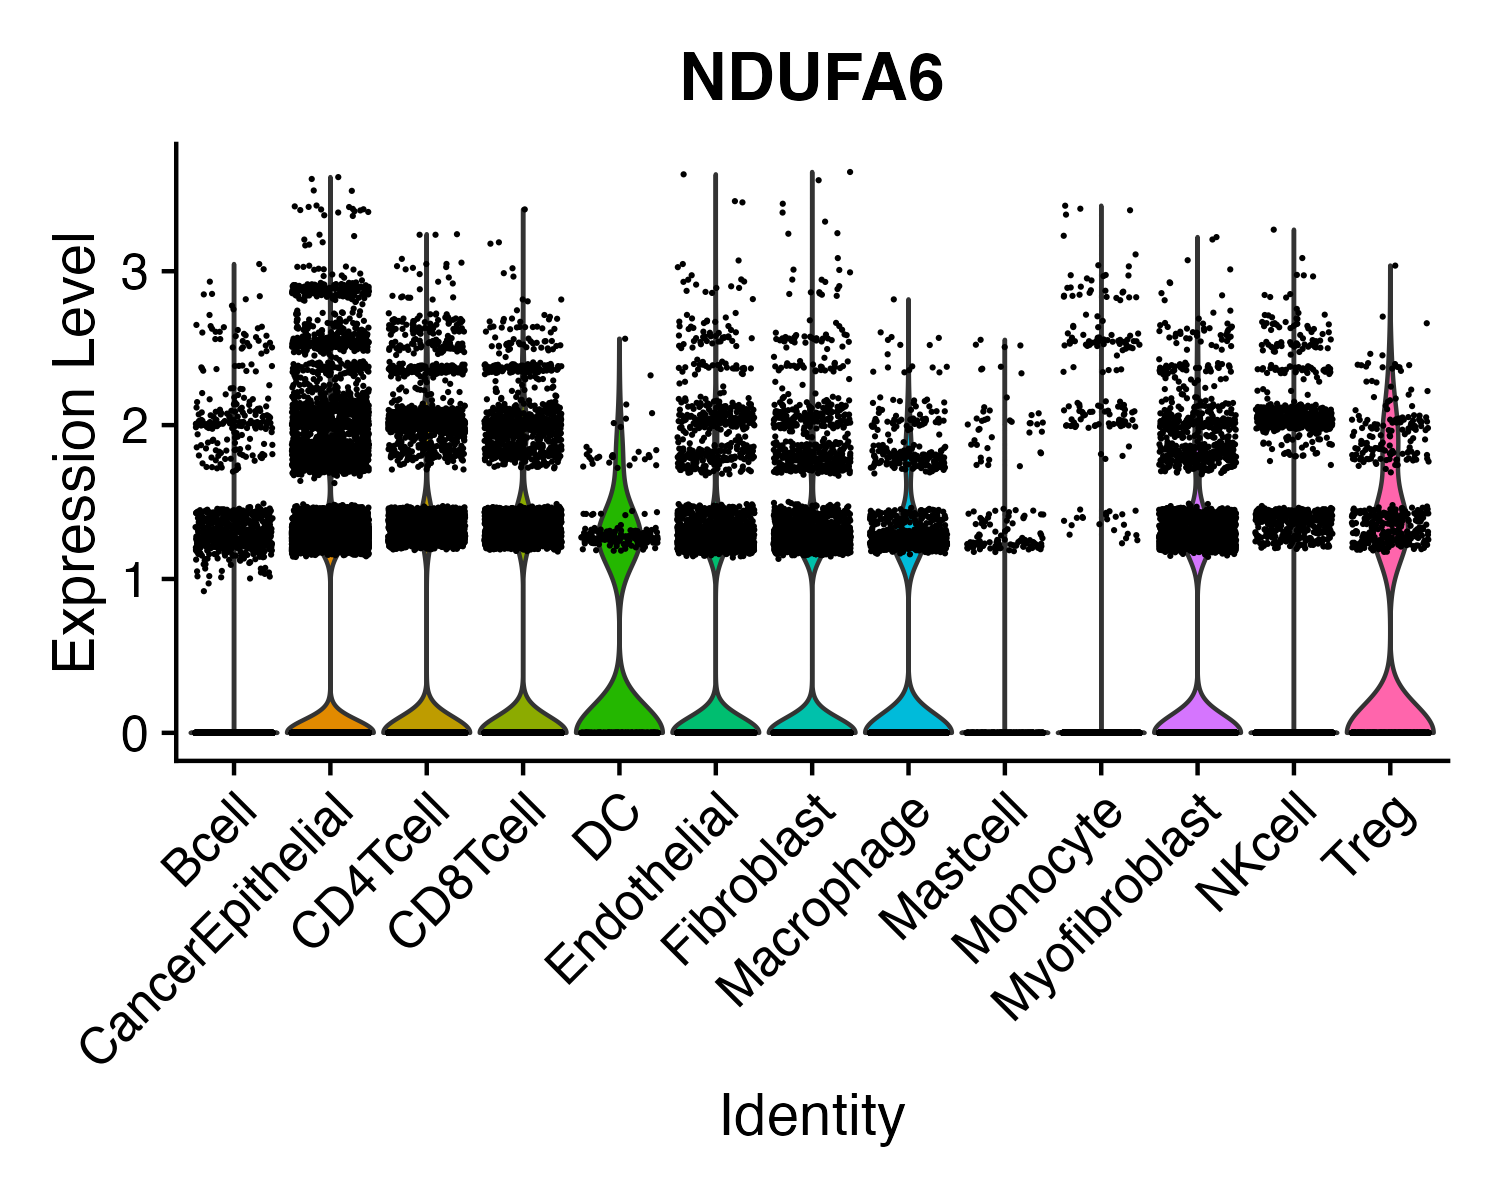 NDUFA6
Expression Level
3
2
1
0
Bcell
CancerEpithelial
CD4Tcell
CD8Tcell
DC
Endothelial
Fibroblast
Macrophage
Mastcell
Monocyte
Myofibroblast
NKcell
Treg
Identity